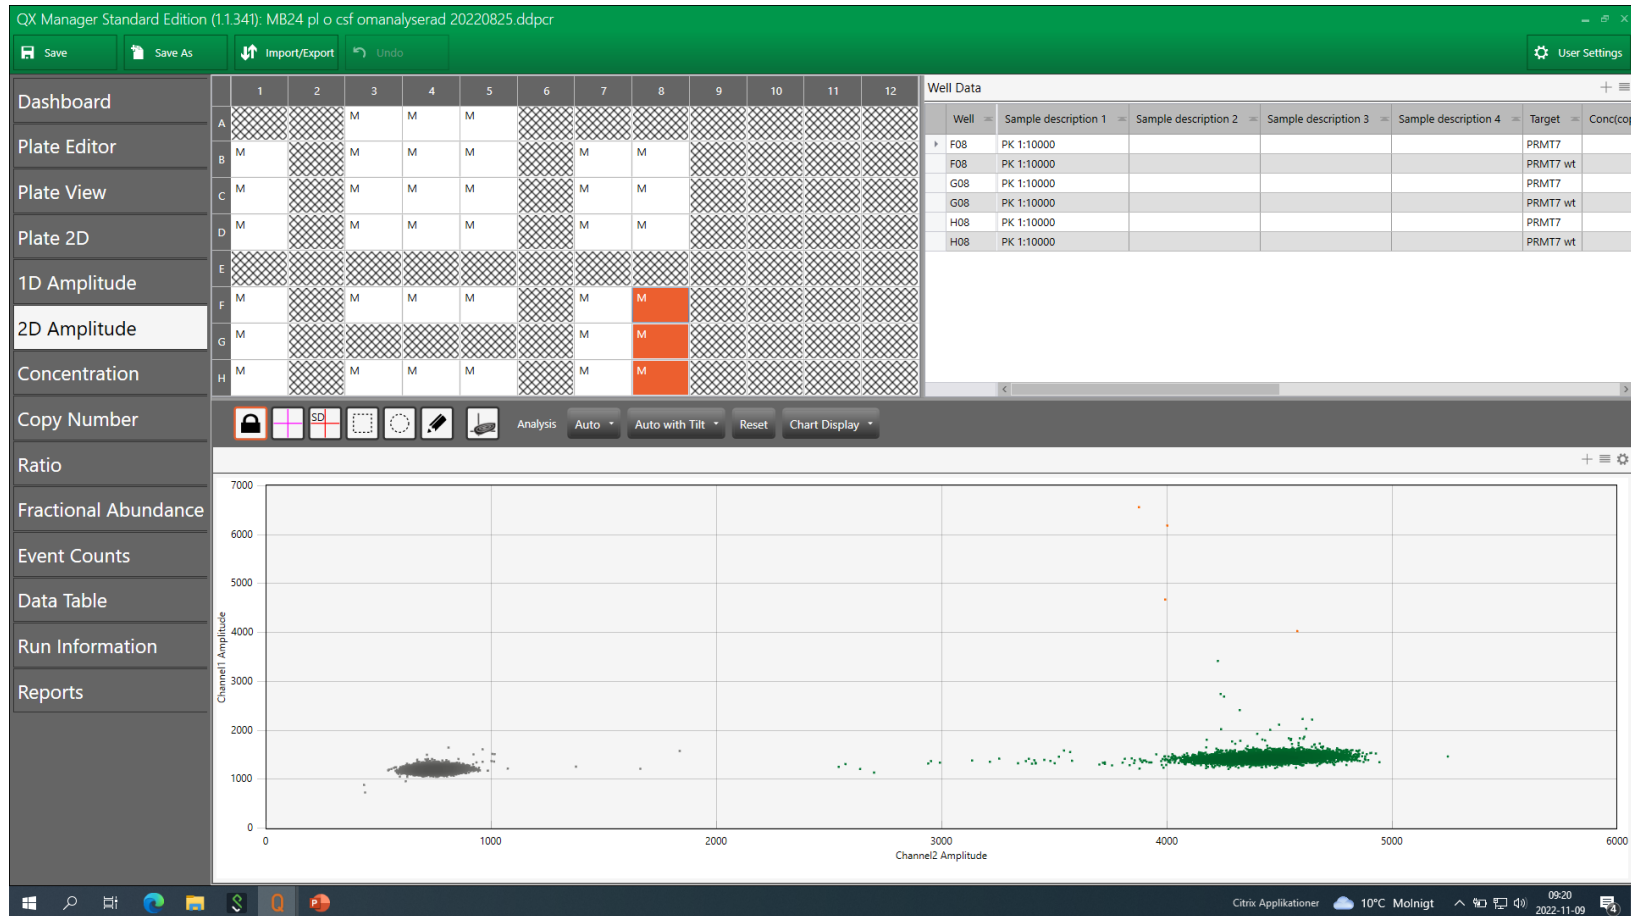 QX Manager Standard Edition (1.1.341): MB24 pl o csf omanalyserad 20220825.ddpcr
Save Save As Import/Export Undo User Settings
Dashboard
Plate Editor
Plate View
Plate 2D
1D Amplitude
2D Amplitude
Concentration
Copy Number
Ratio
Fractional Abundance
Event Counts
Data Table
Run Information
Reports
1 2 3 4 5 6 7 8 9 10 11 12
A M M M
B M M M M M M
C M M M M M M
D M M M M M M
E
F M M M M M M
G M M M
H M M M M M M
Well Data
Well Sample description 1 Sample description 2 Sample description 3 Sample description 4 Target Conc(cop
F08 PK 1:10000 PRMT7
F08 PK 1:10000 PRMT7 wt
G08 PK 1:10000 PRMT7
G08 PK 1:10000 PRMT7 wt
H08 PK 1:10000 PRMT7
H08 PK 1:10000 PRMT7 wt
SD Analysis Auto Auto with Tilt Reset Chart Display
7000
6000
5000
4000
3000
2000
1000
0
Channel1 Amplitude
0 1000 2000 3000 4000 5000 6000
Channel2 Amplitude
Citrix Applikationer 10°C Molnigt 09:20
2022-11-09
4